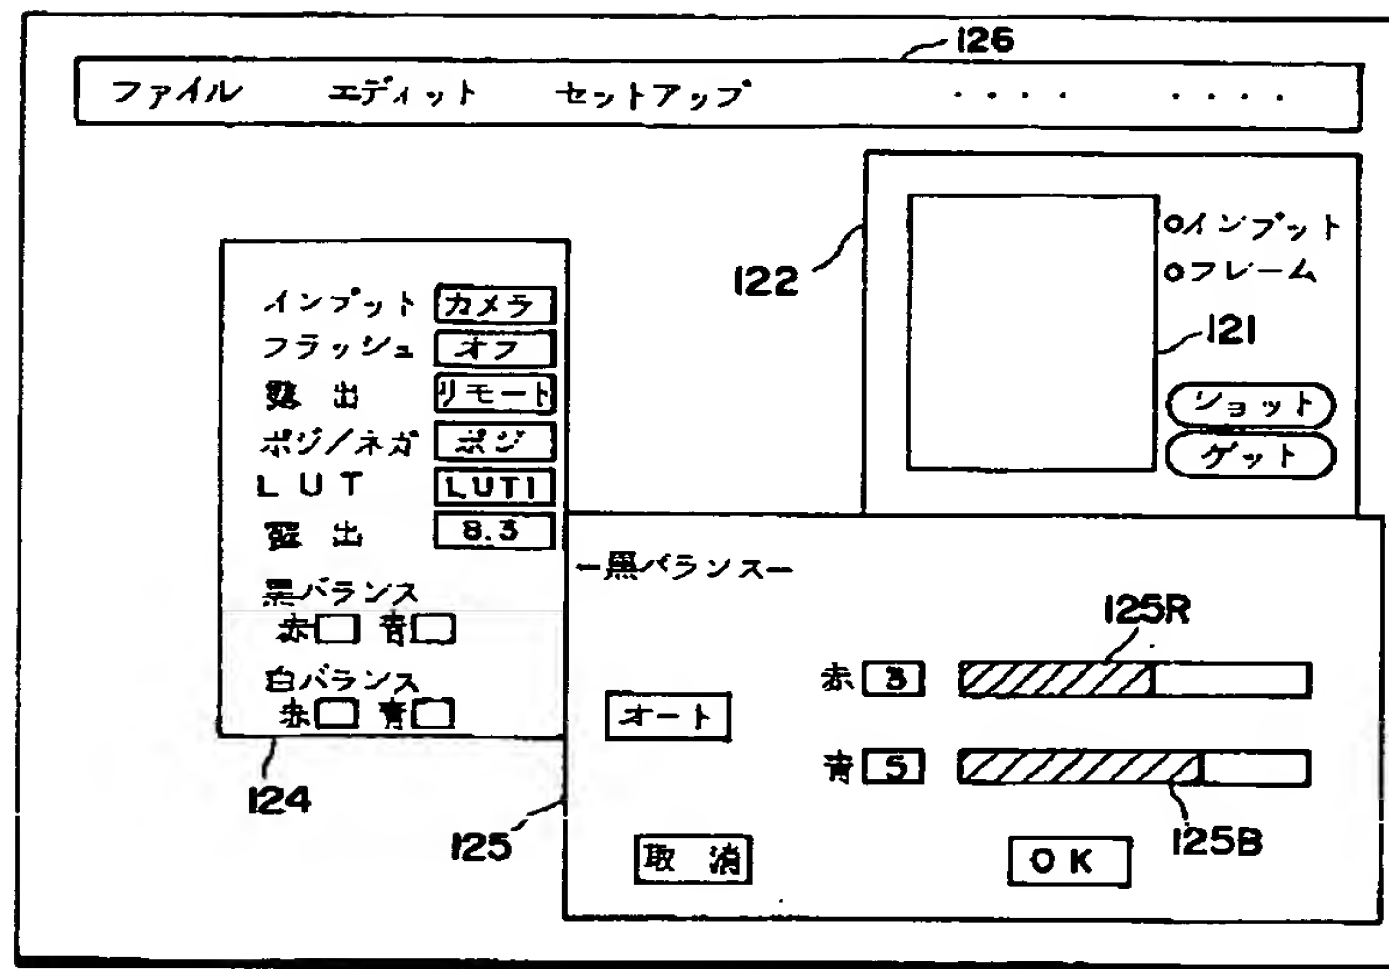 126
ファイル エディット セットアップ ・・・・ ・・・・
122
インプット
フレーム
121
ショット
ゲット
インプット カメラ
フラッシュ オフ
露出 リモート
ポジ/ネガ ポジ
LUT LUT1
露出 8.3
黒バランス
赤 青
白バランス
赤 青
124
125
ー黒バランスー
125R
赤 3
オート
青 5
125B
取消 OK